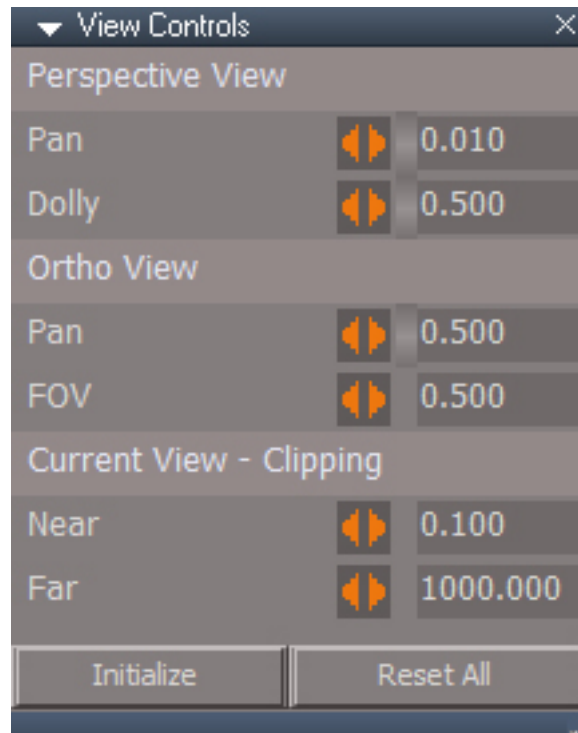 View Controls
Perspective View
Pan 0.010
Dolly 0.500
Ortho View
Pan 0.500
FOV 0.500
Current View - Clipping
Near 0.100
Far 1000.000
Initialize Reset All